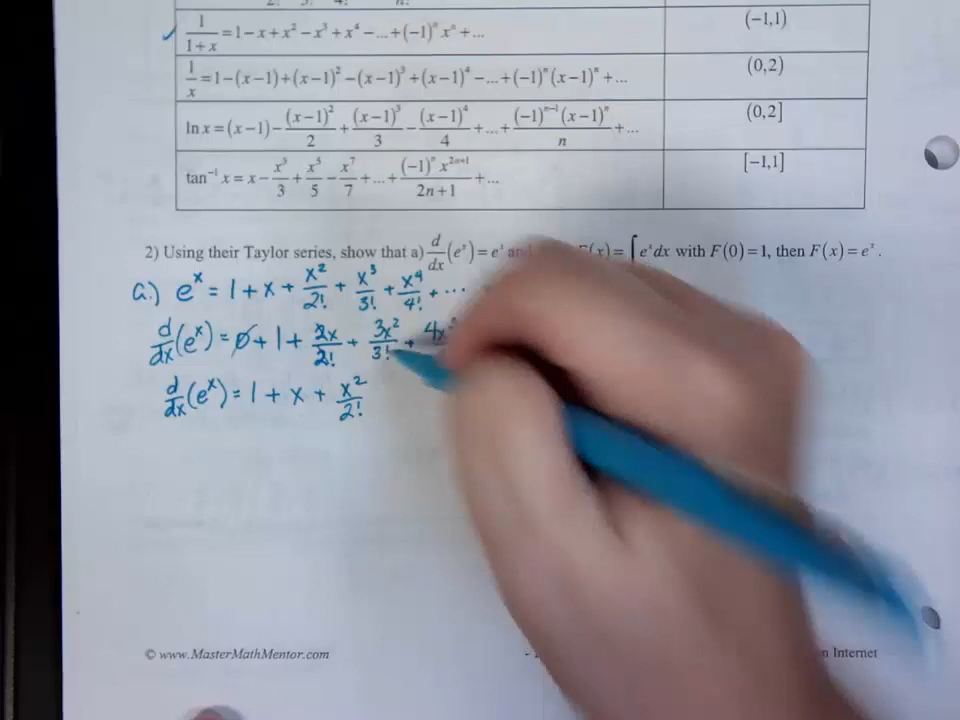 1/(1+x) = 1 − x + x² − x³ + x⁴ − ... + (−1)ⁿ xⁿ + ... (−1,1)
1/x = 1 − (x−1) + (x−1)² − (x−1)³ + (x−1)⁴ − ... + (−1)ⁿ (x−1)ⁿ + ... (0,2)
ln x = (x−1) − (x−1)²/2 + (x−1)³/3 − (x−1)⁴/4 + ... + (−1)ⁿ⁻¹ (x−1)ⁿ/n + ... (0,2]
tan⁻¹ x = x − x³/3 + x⁵/5 − x⁷/7 + ... + (−1)ⁿ x²ⁿ⁺¹/(2n+1) + ... [−1,1]
2) Using their Taylor series, show that a) d/dx (eˣ) = eˣ (x) = ∫ eˣ dx with F(0) = 1, then F(x) = eˣ.
a.) eˣ = 1 + x + x²/2! + x³/3! + x⁴/4! + ...
d/dx (eˣ) = 0 + 1 + 2x/2! + 3x²/3! + 4x
d/dx (eˣ) = 1 + x + x²/2!
© www.MasterMathMentor.com Internet